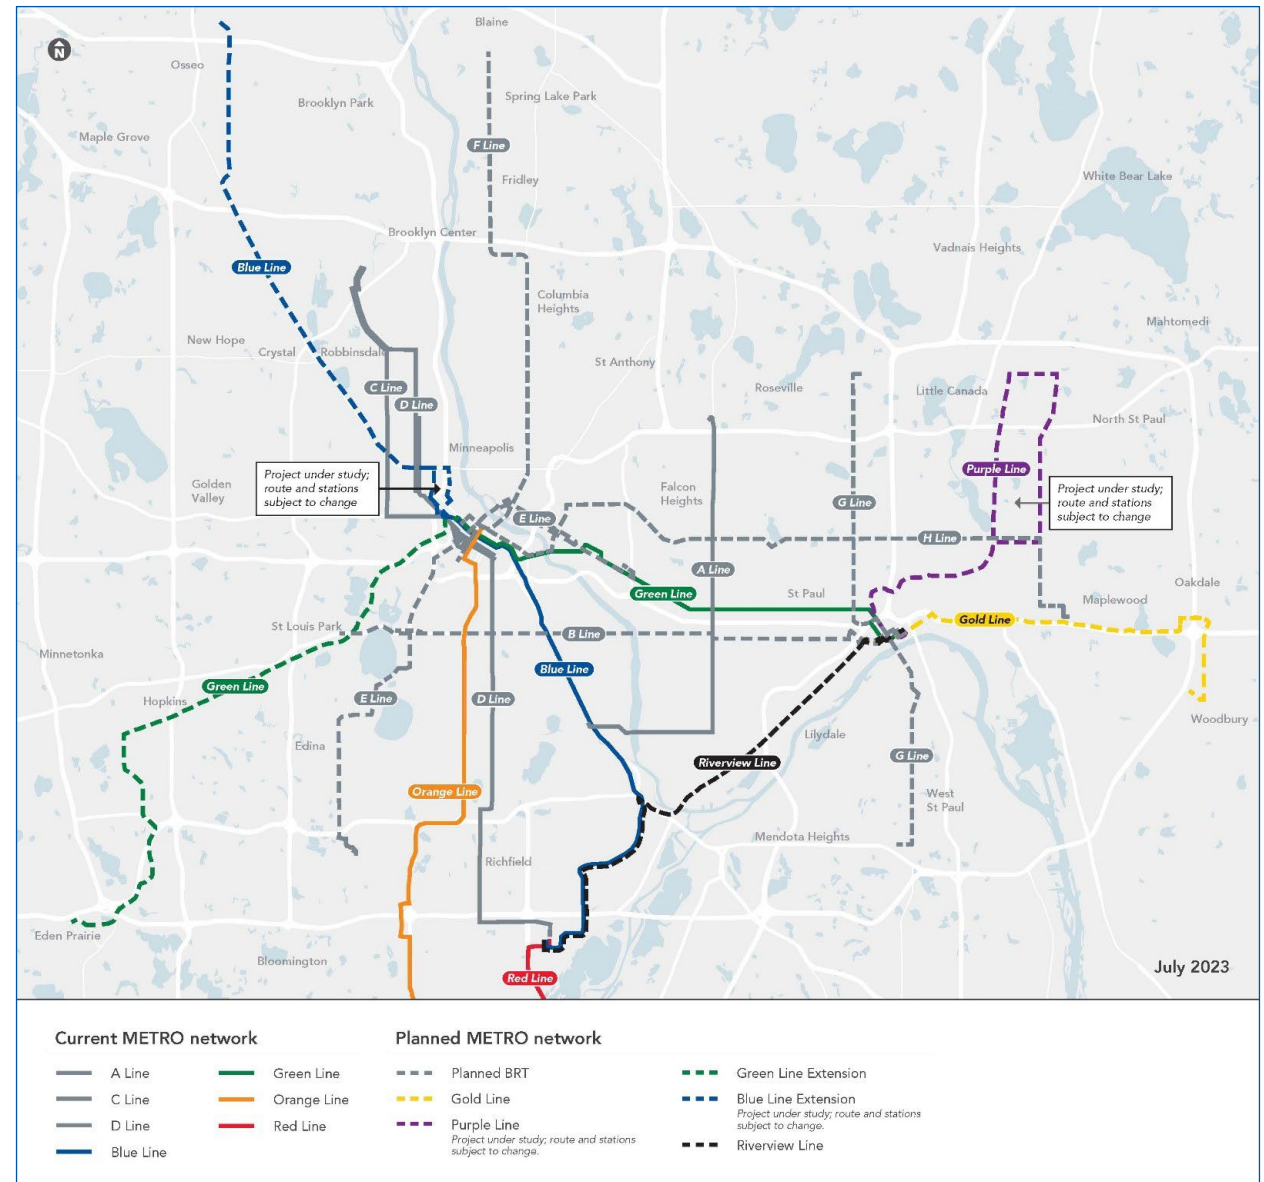 Blaine
N
Osseo
Brooklyn Park
Spring Lake Park
Maple Grove
F Line
Fridley
White Bear Lake
Brooklyn Center
Vadnais Heights
Blue Line
Columbia
Heights
Mahtomedi
New Hope
Crystal
Robbinsdale
St Anthony
C Line
Roseville
Little Canada
D Line
North St Paul
Minneapolis
Purple Line
Project under study;
route and stations
subject to change
Golden
Valley
Falcon
Heights
G Line
Project under study;
route and stations
subject to change
E Line
H Line
A Line
Oakdale
Green Line
St Paul
Maplewood
Gold Line
St Louis Park
B Line
Minnetonka
Blue Line
Green Line
Hopkins
E Line
D Line
Woodbury
Edina
Lilydale
G Line
Riverview Line
Orange Line
West
St Paul
Mendota Heights
Richfield
Eden Prairie
Bloomington
Red Line
July 2023
Current METRO network
A Line
C Line
D Line
Blue Line
Green Line
Orange Line
Red Line
Planned METRO network
Planned BRT
Gold Line
Purple Line
Project under study; route and stations
subject to change.
Green Line Extension
Blue Line Extension
Project under study; route and stations
subject to change.
Riverview Line